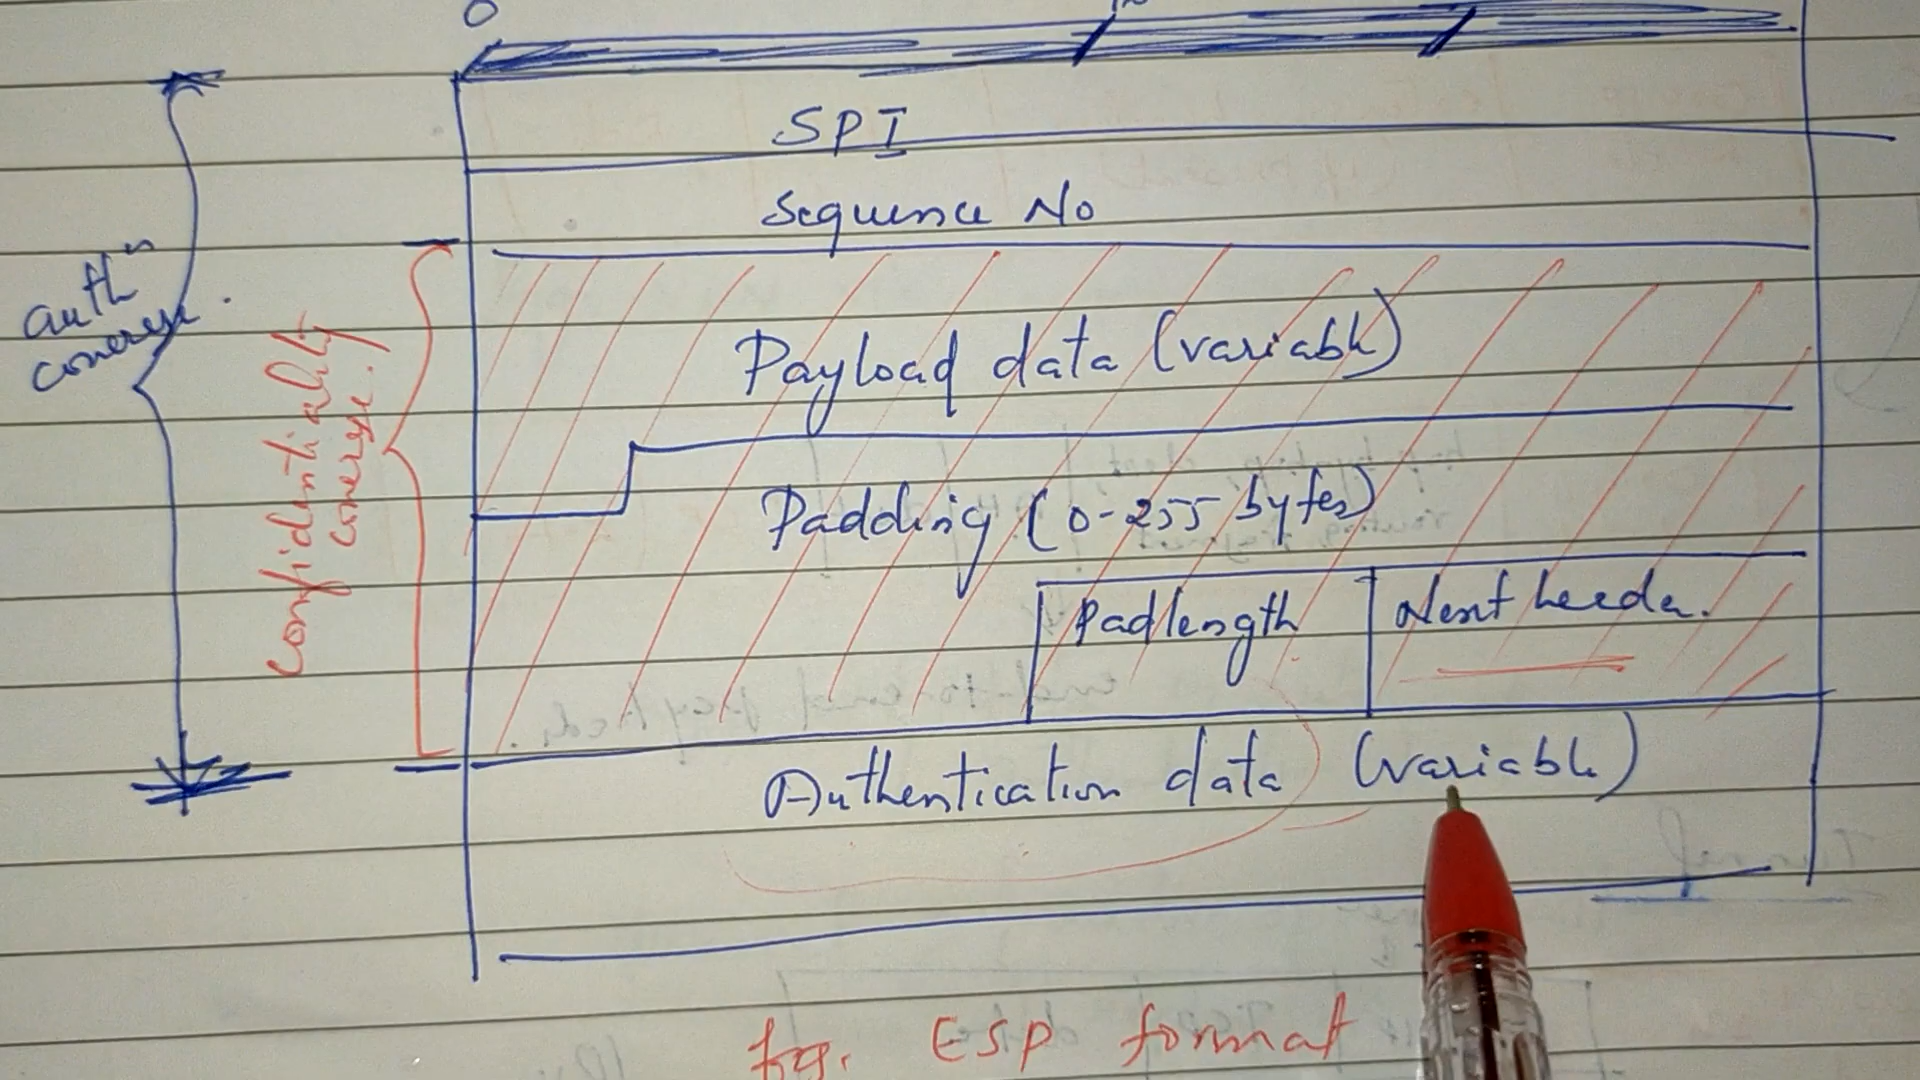 0
SPI
Sequence No
authn
coverage.
Confidentiality
coverage.
Payload data (variable)
Padding (0-255 bytes)
Padlength
Next header.
Authentication data (variable)
fg. ESP format